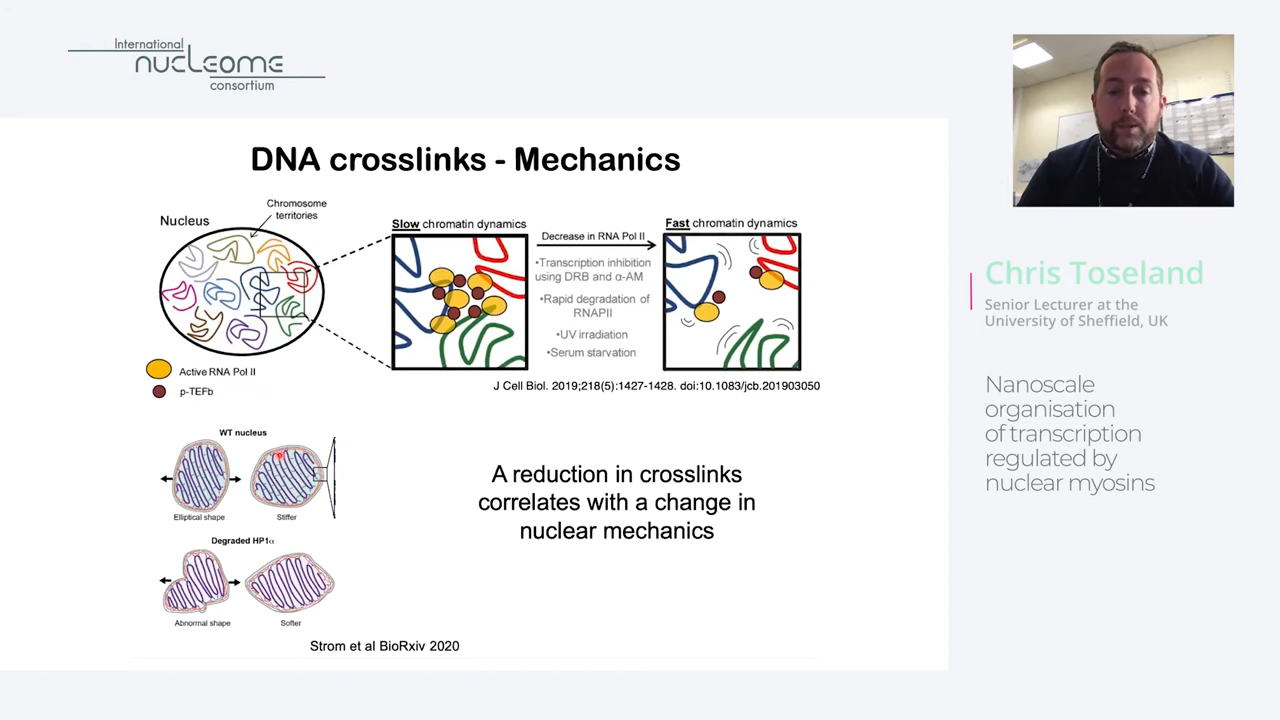 International
nucleome
consortium
DNA crosslinks - Mechanics
Nucleus
Chromosome
territories
Active RNA Pol II
p-TEFb
Slow chromatin dynamics
Decrease in RNA Pol II
•Transcription inhibition
using DRB and α-AM
•Rapid degradation of
RNAPII
•UV irradiation
•Serum starvation
Fast chromatin dynamics
J Cell Biol. 2019;218(5):1427-1428. doi:10.1083/jcb.201903050
WT nucleus
Elliptical shape
Stiffer
Degraded HP1α
Abnormal shape
Softer
Strom et al BioRxiv 2020
A reduction in crosslinks
correlates with a change in
nuclear mechanics
Chris Toseland
Senior Lecturer at the
University of Sheffield, UK
Nanoscale
organisation
of transcription
regulated by
nuclear myosins